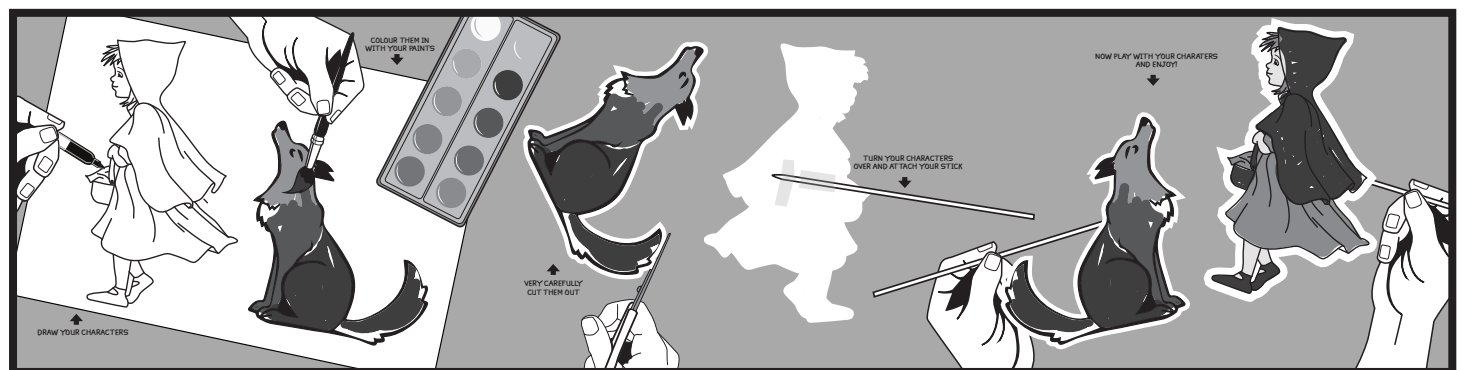 DRAW YOUR CHARACTERS
COLOUR THEM IN
WITH YOUR PAINTS
VERY CAREFULLY
CUT THEM OUT
TURN YOUR CHARACTERS
OVER AND ATTACH YOUR STICK
NOW PLAY WITH YOUR CHARATERS
AND ENJOY!